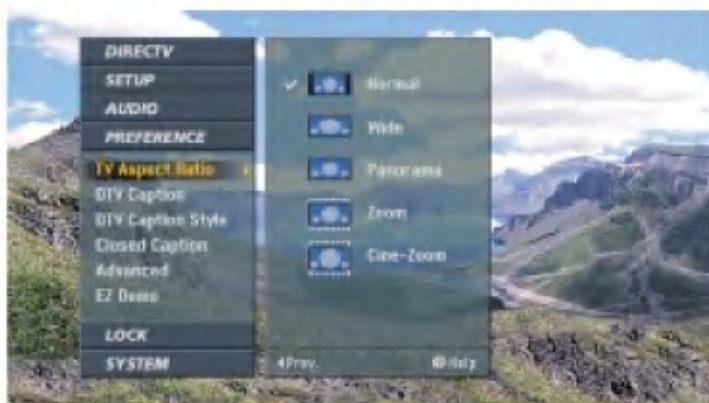 DIRECTV
SETUP
AUDIO
PREFERENCE
TV Aspect Ratio
DTV Caption
DTV Caption Style
Closed Caption
Advanced
EZ Demo
LOCK
SYSTEM
Normal
Wide
Panorama
Zoom
Cine-Zoom
Prev.
Help